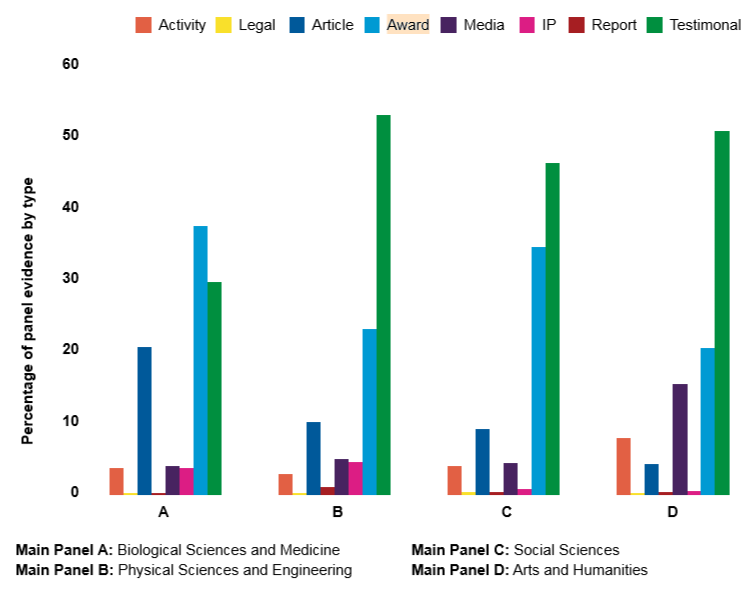 Activity Legal Article Award Media IP Report Testimonal
60
50
40
30
20
10
0
Percentage of panel evidence by type
A B C D
Main Panel A: Biological Sciences and Medicine
Main Panel B: Physical Sciences and Engineering
Main Panel C: Social Sciences
Main Panel D: Arts and Humanities